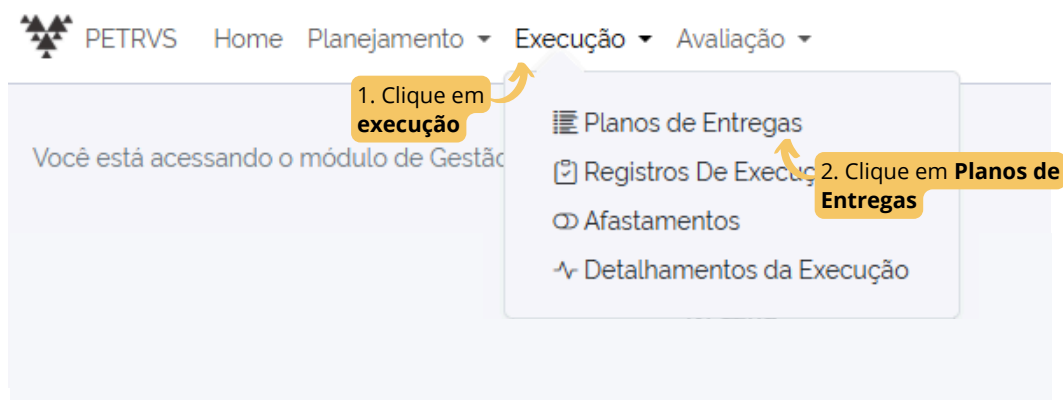 PETRVS Home Planejamento Execução Avaliação
1. Clique em
execução
Planos de Entregas
Você está acessando o módulo de Gestão
Registros De Execuç
2. Clique em Planos de
Entregas
Afastamentos
Detalhamentos da Execução